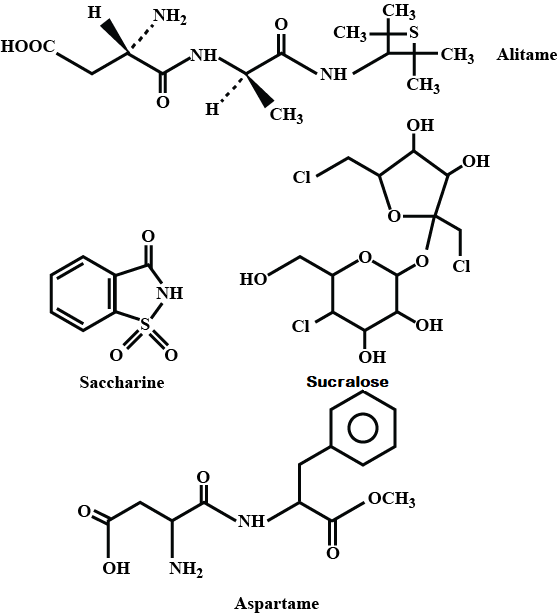 H NH₂ CH₃
HOOC NH O CH₃ S
O H CH₃ NH CH₃ CH₃
Alitame
OH
Cl OH
O
O NH S O O
Saccharine
HO O O Cl
Cl OH
OH
Sucralose
O O NH OCH₃
OH NH₂ O
Aspartame